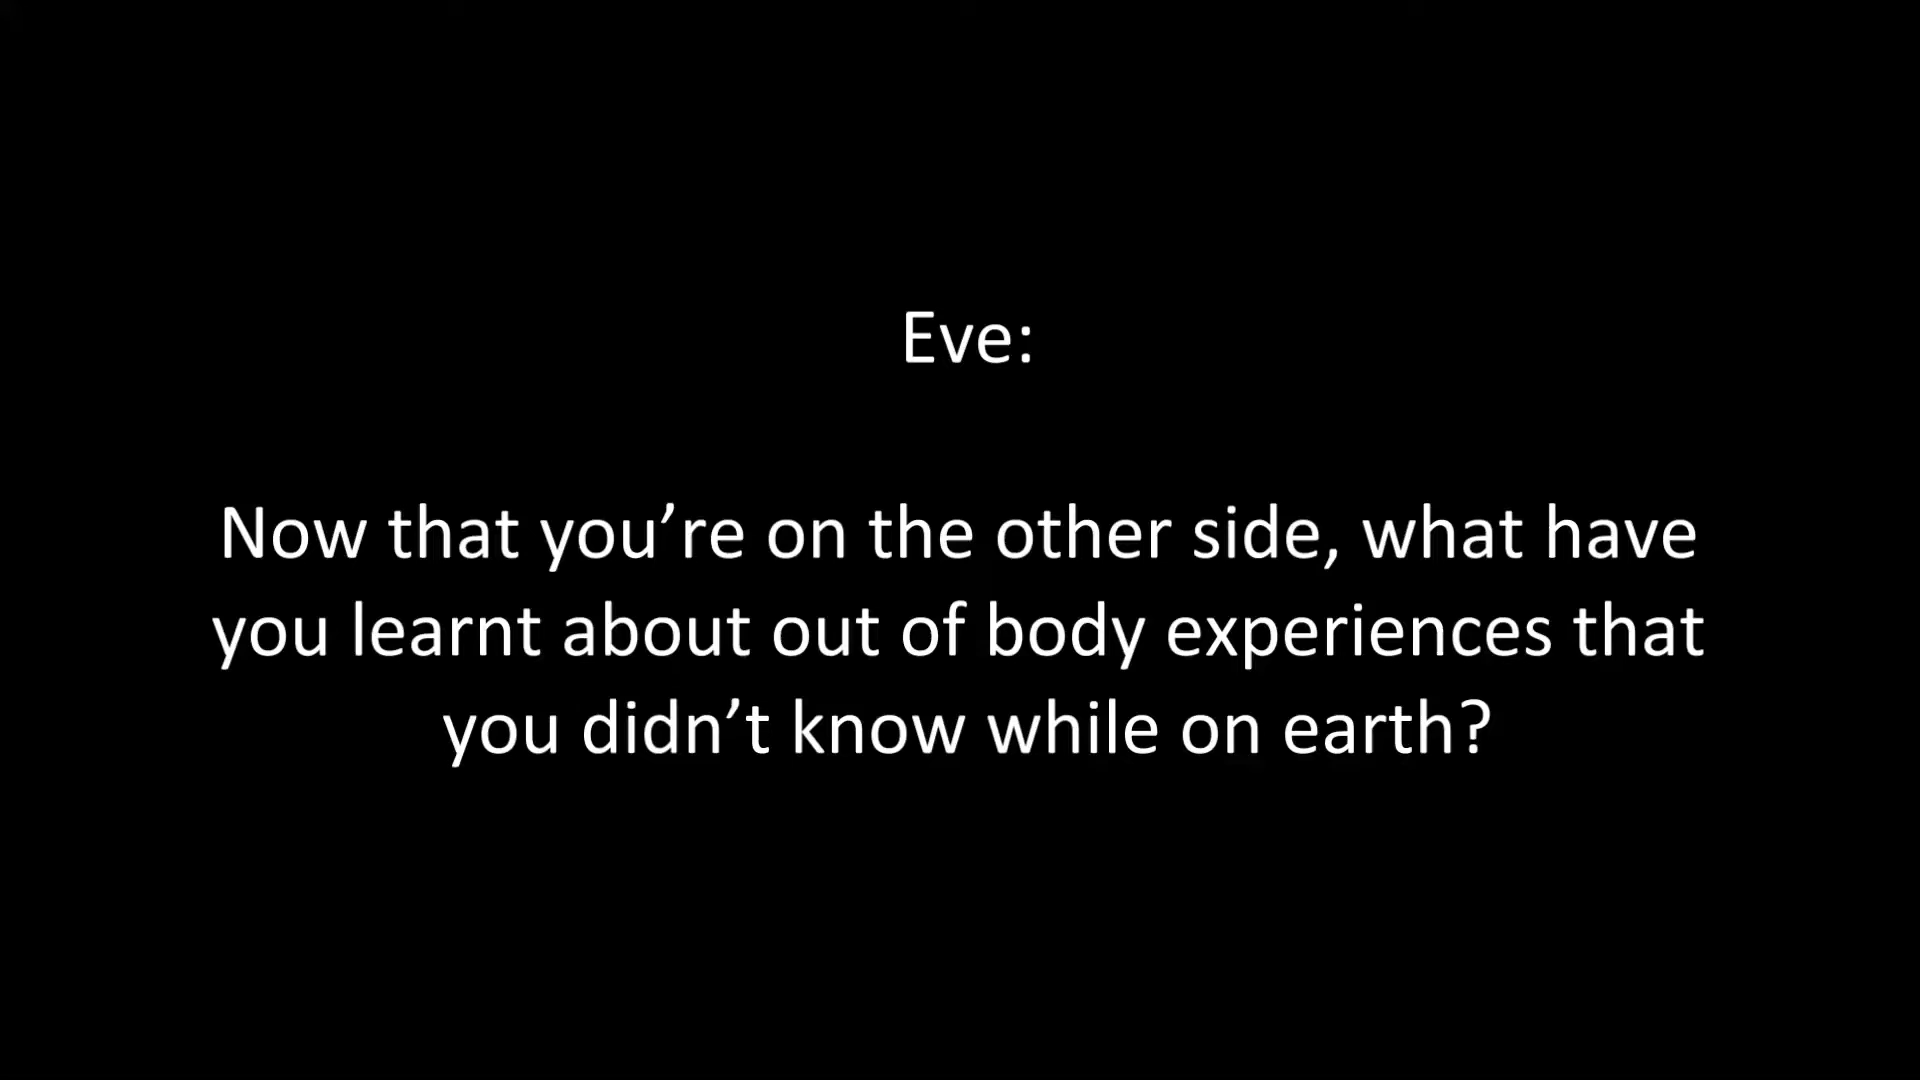 Eve:
Now that you’re on the other side, what have
you learnt about out of body experiences that
you didn’t know while on earth?